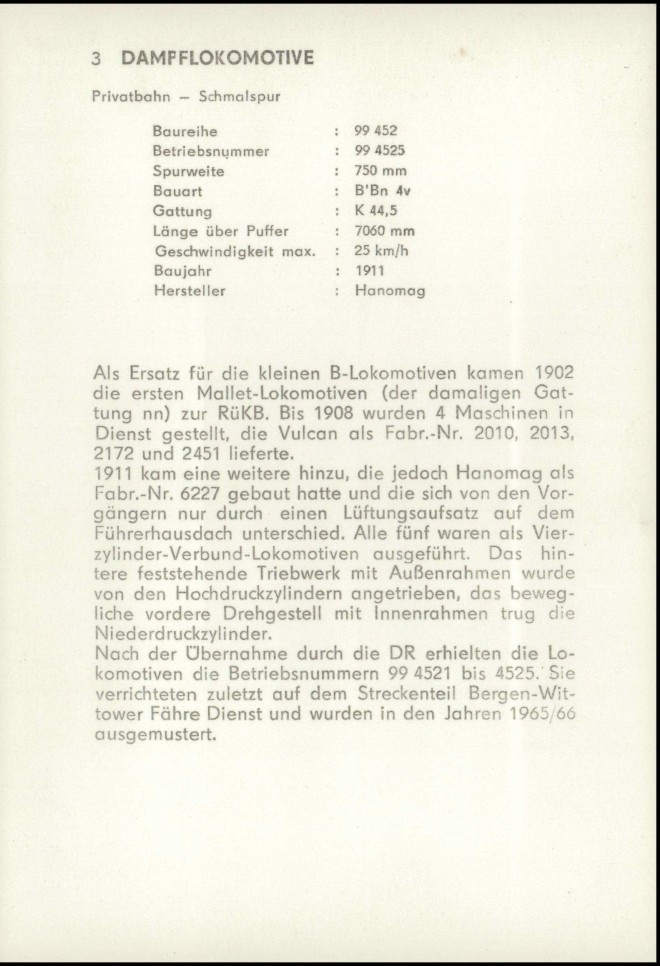 3 DAMPFLOKOMOTIVE
Privatbahn — Schmalspur
Baureihe : 99 452
Betriebsnummer : 99 4525
Spurweite : 750 mm
Bauart : B'Bn 4v
Gattung : K 44,5
Länge über Puffer : 7060 mm
Geschwindigkeit max. : 25 km/h
Baujahr : 1911
Hersteller : Hanomag
Als Ersatz für die kleinen B-Lokomotiven kamen 1902
die ersten Mallet-Lokomotiven (der damaligen Gat-
tung nn) zur RüKB. Bis 1908 wurden 4 Maschinen in
Dienst gestellt, die Vulcan als Fabr.-Nr. 2010, 2013,
2172 und 2451 lieferte.
1911 kam eine weitere hinzu, die jedoch Hanomag als
Fabr.-Nr. 6227 gebaut hatte und die sich von den Vor-
gängern nur durch einen Lüftungsaufsatz auf dem
Führerhausdach unterschied. Alle fünf waren als Vier-
zylinder-Verbund-Lokomotiven ausgeführt. Das hin-
tere feststehende Triebwerk mit Außenrahmen wurde
von den Hochdruckzylindern angetrieben, das beweg-
liche vordere Drehgestell mit Innenrahmen trug die
Niederdruckzylinder.
Nach der Übernahme durch die DR erhielten die Lo-
komotiven die Betriebsnummern 99 4521 bis 4525. Sie
verrichteten zuletzt auf dem Streckenteil Bergen-Wit-
tower Fähre Dienst und wurden in den Jahren 1965/66
ausgemustert.